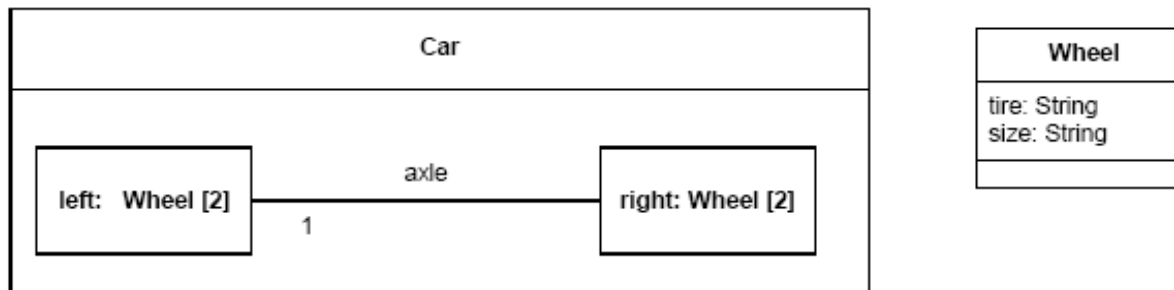 Car
left: Wheel [2]
axle
1
right: Wheel [2]
Wheel
tire: String
size: String